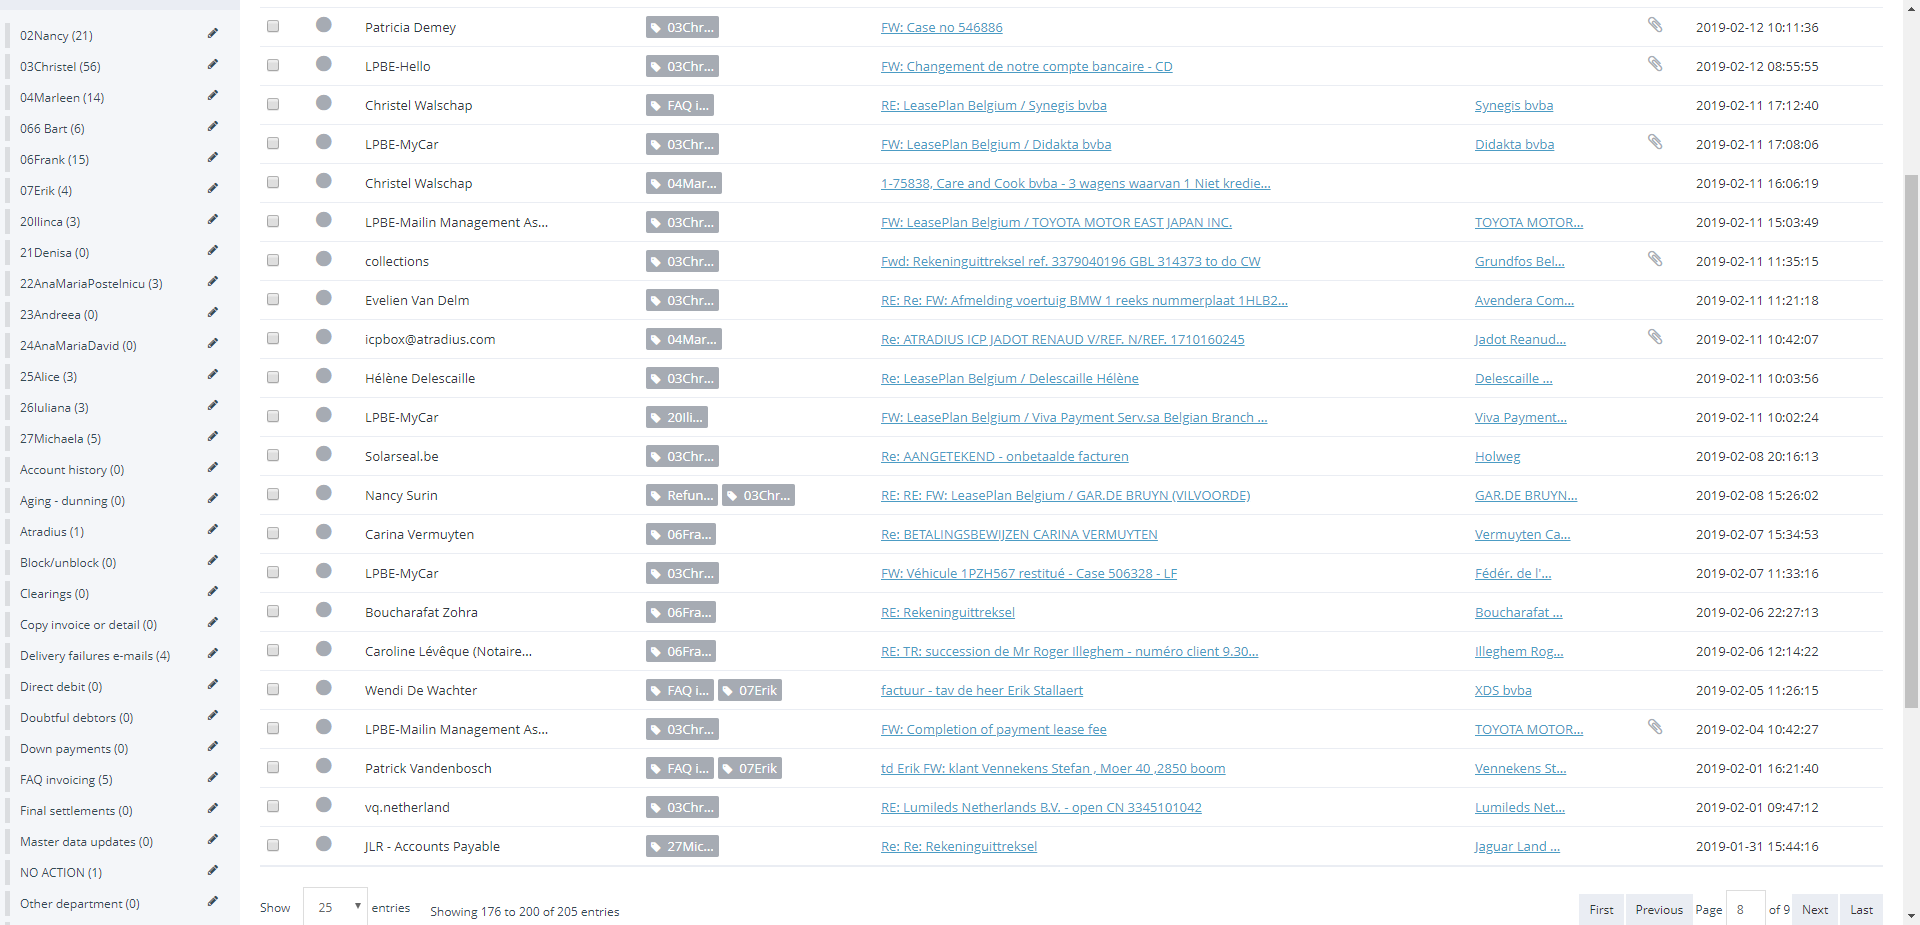 02Nancy (21)
03Christel (56)
04Marleen (14)
066 Bart (6)
06Frank (15)
07Erik (4)
20Ilinca (3)
21Denisa (0)
22AnaMariaPostelnicu (3)
23Andreea (0)
24AnaMariaDavid (0)
25Alice (3)
26Iuliana (3)
27Michaela (5)
Account history (0)
Aging - dunning (0)
Atradius (1)
Block/unblock (0)
Clearings (0)
Copy invoice or detail (0)
Delivery failures e-mails (4)
Direct debit (0)
Doubtful debtors (0)
Down payments (0)
FAQ invoicing (5)
Final settlements (0)
Master data updates (0)
NO ACTION (1)
Other department (0)
Patricia Demey 03Chr... FW: Case no 546886 2019-02-12 10:11:36
LPBE-Hello 03Chr... FW: Changement de notre compte bancaire - CD 2019-02-12 08:55:55
Christel Walschap FAQ i... RE: LeasePlan Belgium / Synegis bvba Synegis bvba 2019-02-11 17:12:40
LPBE-MyCar 03Chr... FW: LeasePlan Belgium / Didakta bvba Didakta bvba 2019-02-11 17:08:06
Christel Walschap 04Mar... 1-75838, Care and Cook bvba - 3 wagens waarvan 1 Niet kredie... 2019-02-11 16:06:19
LPBE-Mailin Management As... 03Chr... FW: LeasePlan Belgium / TOYOTA MOTOR EAST JAPAN INC. TOYOTA MOTOR... 2019-02-11 15:03:49
collections 03Chr... Fwd: Rekeninguittreksel ref. 3379040196 GBL 314373 to do CW Grundfos Bel... 2019-02-11 11:35:15
Evelien Van Delm 03Chr... RE: Re: FW: Afmelding voertuig BMW 1 reeks nummerplaat 1HLB2... Avendera Com... 2019-02-11 11:21:18
icpbox@atradius.com 04Mar... Re: ATRADIUS ICP JADOT RENAUD V/REF. N/REF. 1710160245 Jadot Reanud... 2019-02-11 10:42:07
Hélène Delescaille 03Chr... Re: LeasePlan Belgium / Delescaille Hélène Delescaille ... 2019-02-11 10:03:56
LPBE-MyCar 20Ili... FW: LeasePlan Belgium / Viva Payment Serv.sa Belgian Branch ... Viva Payment... 2019-02-11 10:02:24
Solarseal.be 03Chr... Re: AANGETEKEND - onbetaalde facturen Holweg 2019-02-08 20:16:13
Nancy Surin Refun... 03Chr... RE: RE: FW: LeasePlan Belgium / GAR.DE BRUYN (VILVOORDE) GAR.DE BRUYN... 2019-02-08 15:26:02
Carina Vermuyten 06Fra... Re: BETALINGSBEWIJZEN CARINA VERMUYTEN Vermuyten Ca... 2019-02-07 15:34:53
LPBE-MyCar 03Chr... FW: Véhicule 1PZH567 restitué - Case 506328 - LF Fédér. de l'... 2019-02-07 11:33:16
Boucharafat Zohra 06Fra... RE: Rekeninguittreksel Boucharafat ... 2019-02-06 22:27:13
Caroline Lévêque (Notaire... 06Fra... RE: TR: succession de Mr Roger Illeghem - numéro client 9.30... Illeghem Rog... 2019-02-06 12:14:22
Wendi De Wachter FAQ i... 07Erik factuur - tav de heer Erik Stallaert XDS bvba 2019-02-05 11:26:15
LPBE-Mailin Management As... 03Chr... FW: Completion of payment lease fee TOYOTA MOTOR... 2019-02-04 10:42:27
Patrick Vandenbosch FAQ i... 07Erik td Erik FW: klant Vennekens Stefan , Moer 40 ,2850 boom Vennekens St... 2019-02-01 16:21:40
vq.netherland 03Chr... RE: Lumileds Netherlands B.V. - open CN 3345101042 Lumileds Net... 2019-02-01 09:47:12
JLR - Accounts Payable 27Mic... Re: Re: Rekeninguittreksel Jaguar Land ... 2019-01-31 15:44:16
Show 25 entries Showing 176 to 200 of 205 entries First Previous Page 8 of 9 Next Last